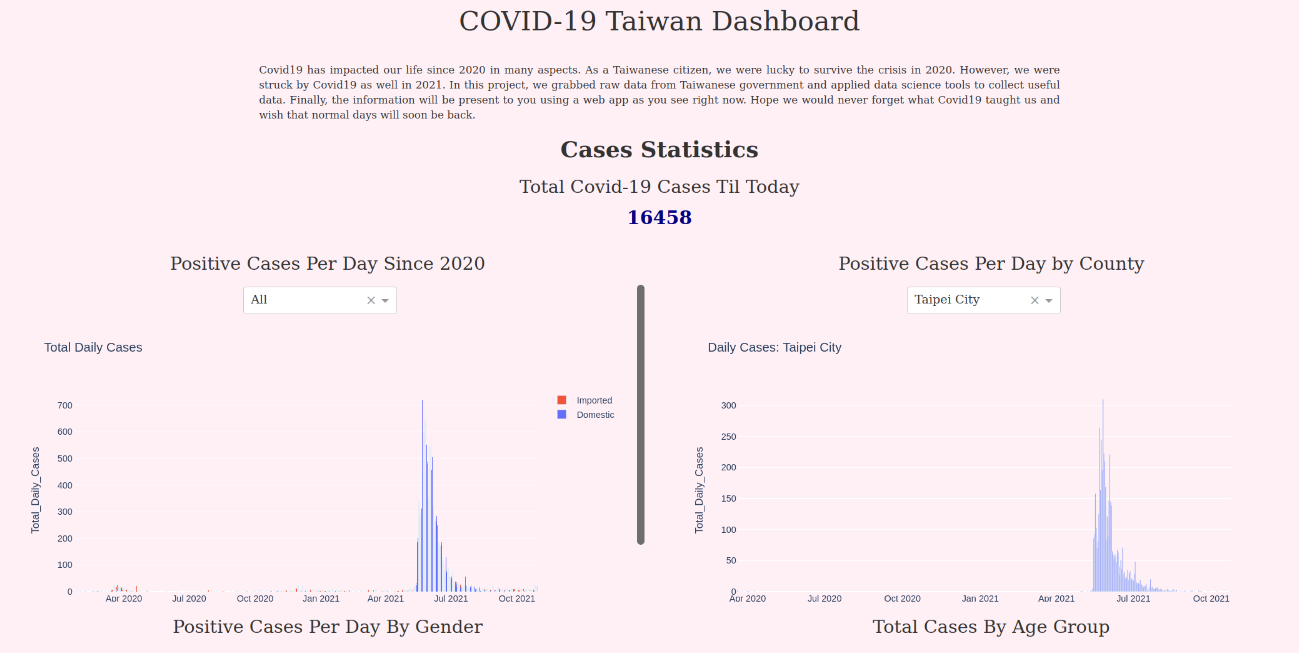 COVID-19 Taiwan Dashboard
Covid19 has impacted our life since 2020 in many aspects. As a Taiwanese citizen, we were lucky to survive the crisis in 2020. However, we were
struck by Covid19 as well in 2021. In this project, we grabbed raw data from Taiwanese government and applied data science tools to collect useful
data. Finally, the information will be present to you using a web app as you see right now. Hope we would never forget what Covid19 taught us and
wish that normal days will soon be back.
Cases Statistics
Total Covid-19 Cases Til Today
16458
Positive Cases Per Day Since 2020
All
Total Daily Cases
Imported
Domestic
Total_Daily_Cases
700
600
500
400
300
200
100
0
Apr 2020 Jul 2020 Oct 2020 Jan 2021 Apr 2021 Jul 2021 Oct 2021
Positive Cases Per Day by County
Taipei City
Daily Cases: Taipei City
Total_Daily_Cases
300
250
200
150
100
50
0
Apr 2020 Jul 2020 Oct 2020 Jan 2021 Apr 2021 Jul 2021 Oct 2021
Positive Cases Per Day By Gender
Total Cases By Age Group